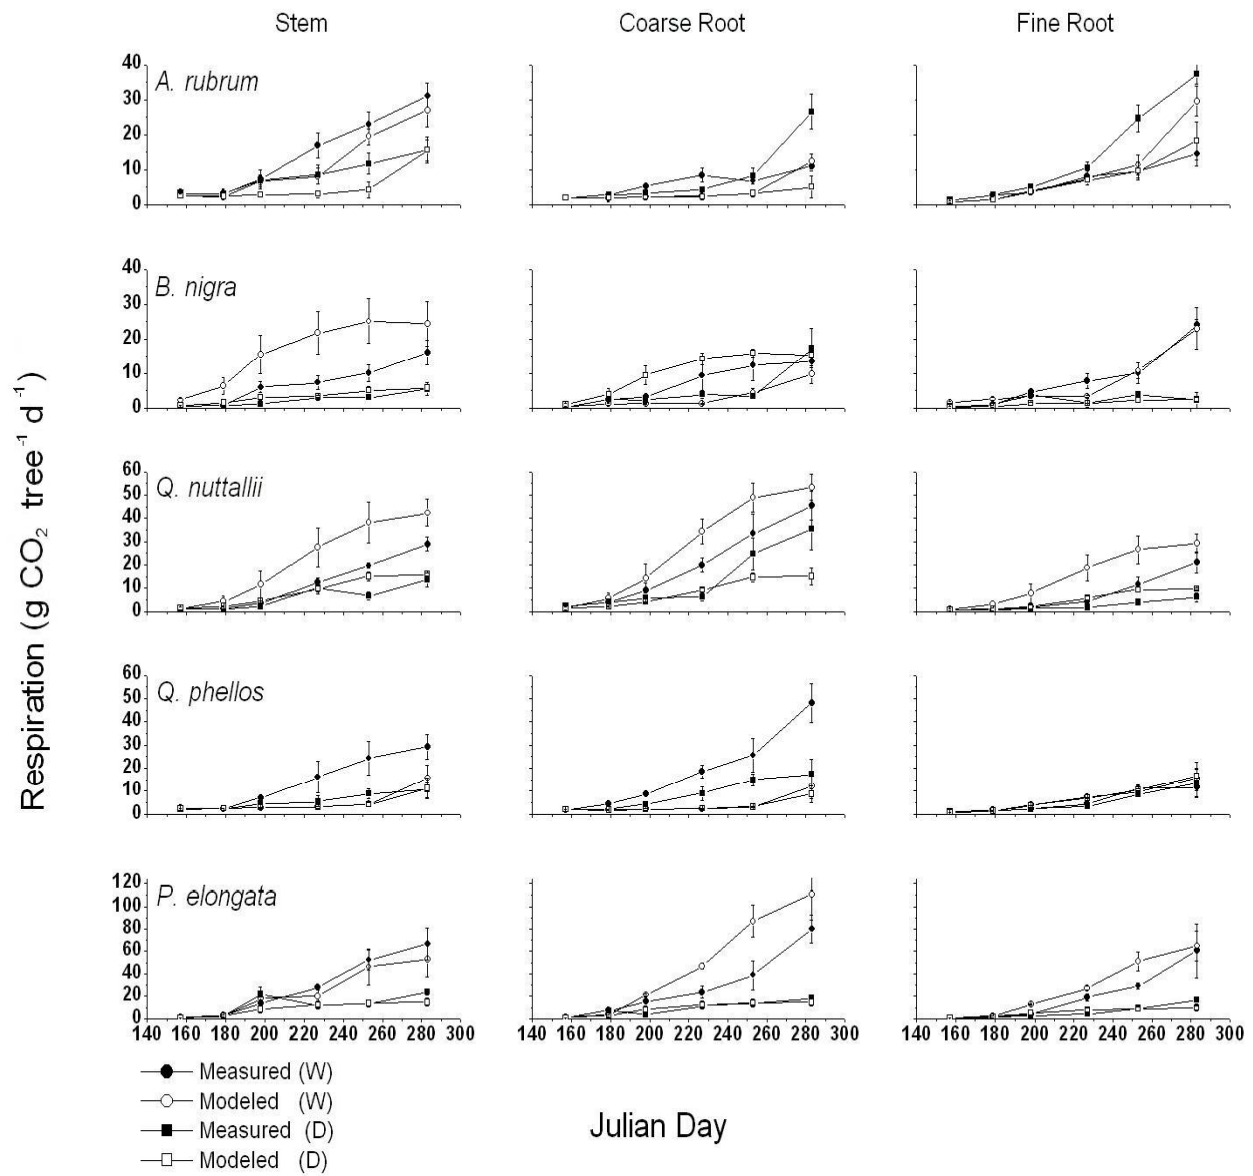 Stem Coarse Root Fine Root
40 A. rubrum
30
20
10
0
40 B. nigra
30
20
10
0
60 Q. nuttallii
50
40
30
20
10
0
60 Q. phellos
50
40
30
20
10
0
120 P. elongata
100
80
60
40
20
0
140 160 180 200 220 240 260 280 300 140 160 180 200 220 240 260 280 300 140 160 180 200 220 240 260 280 300
Respiration (g CO₂ tree⁻¹ d⁻¹)
Julian Day
Measured (W)
Modeled (W)
Measured (D)
Modeled (D)